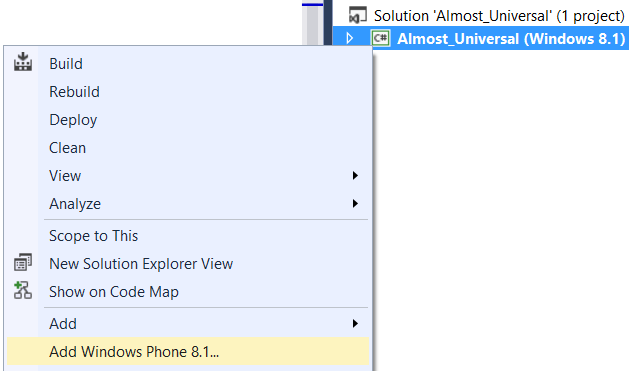 Solution 'Almost_Universal' (1 project)
C# Almost_Universal (Windows 8.1)
Build
Rebuild
Deploy
Clean
View
Analyze
Scope to This
New Solution Explorer View
Show on Code Map
Add
Add Windows Phone 8.1...